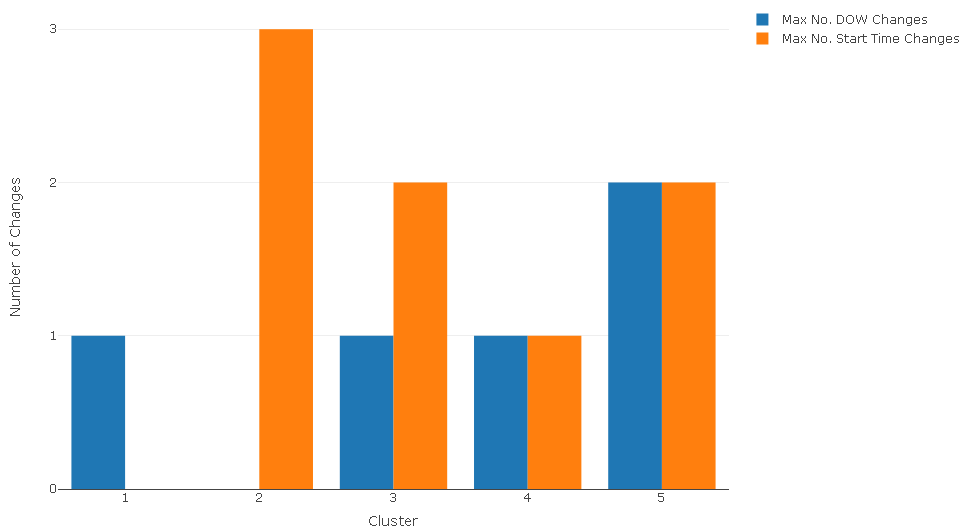 Max No. DOW Changes
Max No. Start Time Changes
Number of Changes
3
2
1
0
1 2 3 4 5
Cluster